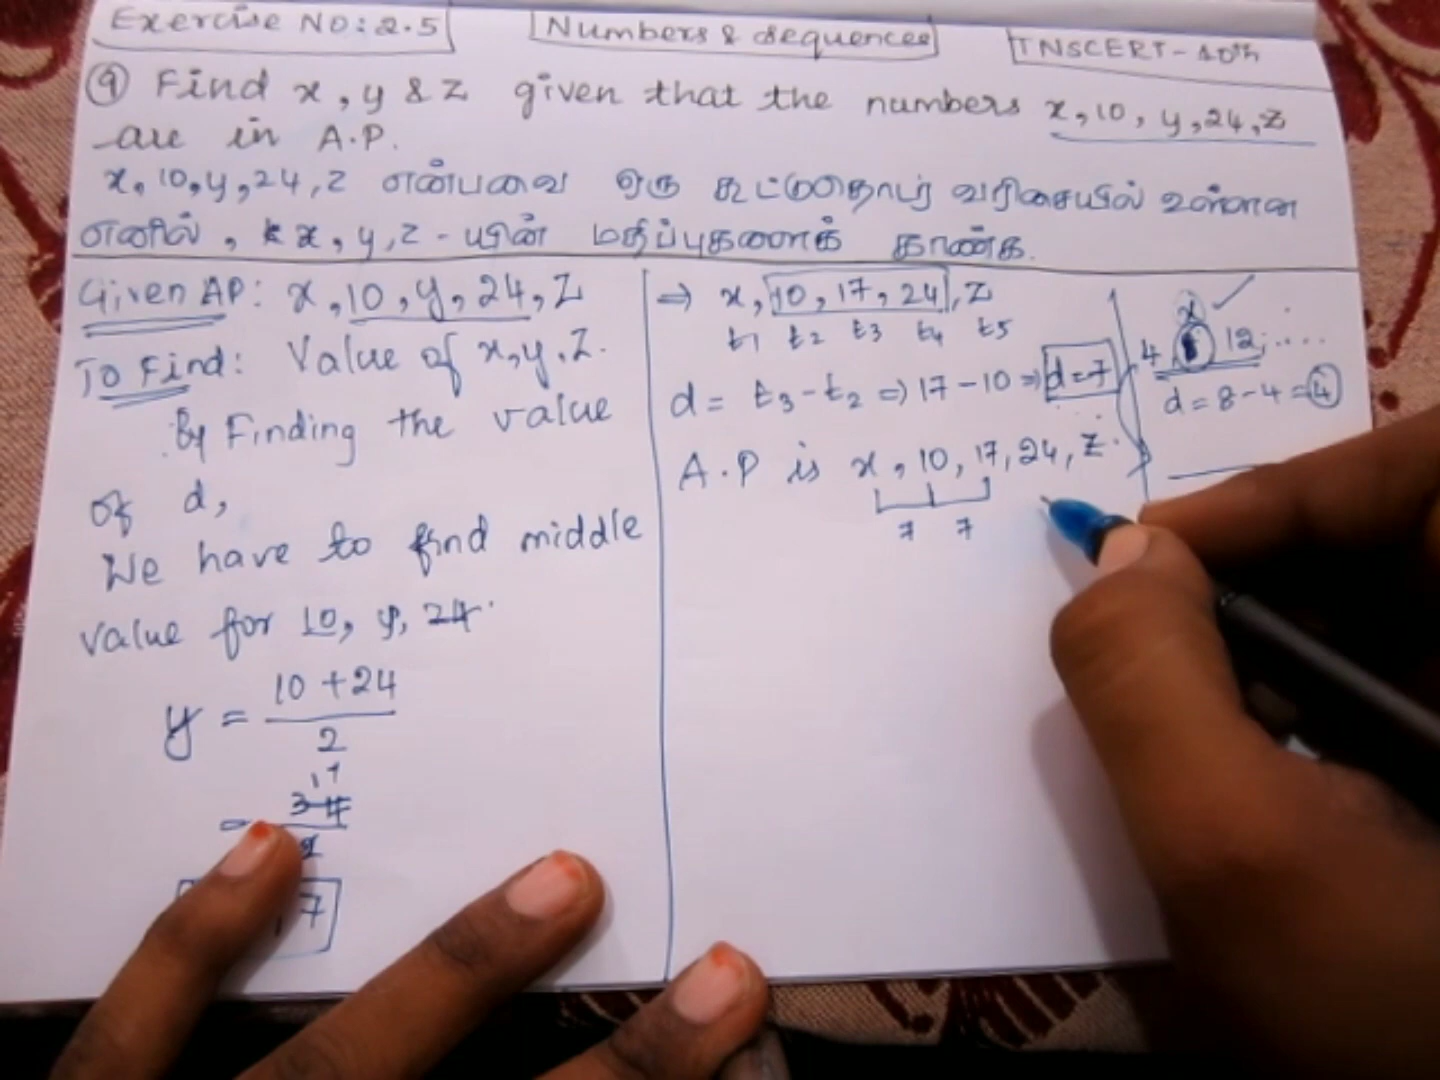 Exercise NO: 2.5
Numbers & sequences
TNSCERT - 10th
9 Find x, y & z given that the numbers x, 10, y, 24, z
are in A.P.
x, 10, y, 24, z என்பவை ஒரு கூட்டுத்தொடர் வரிசையில் உள்ளன
எனில், x, y, z - யின் மதிப்புகளைக் காண்க.
Given AP: x, 10, y, 24, z
To Find: Value of x, y, z.
By Finding the value
of d,
We have to find middle
value for 10, y, 24.
y = 10 + 24
2
= 34 17
2
17
⇒ x, 10, 17, 24, z
t1 t2 t3 t4 t5
d = t3 - t2 ⇒ 17 - 10 ⇒ d = 7
A.P is x, 10, 17, 24, z.
7 7
x ✓
4, 12, ....
d = 8 - 4 = 4